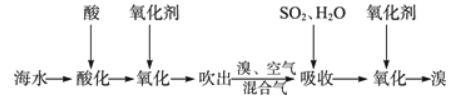 酸 氧化剂 SO₂、H₂O 氧化剂
海水 酸化 氧化 吹出 溴、空气 吸收 氧化 溴
混合气